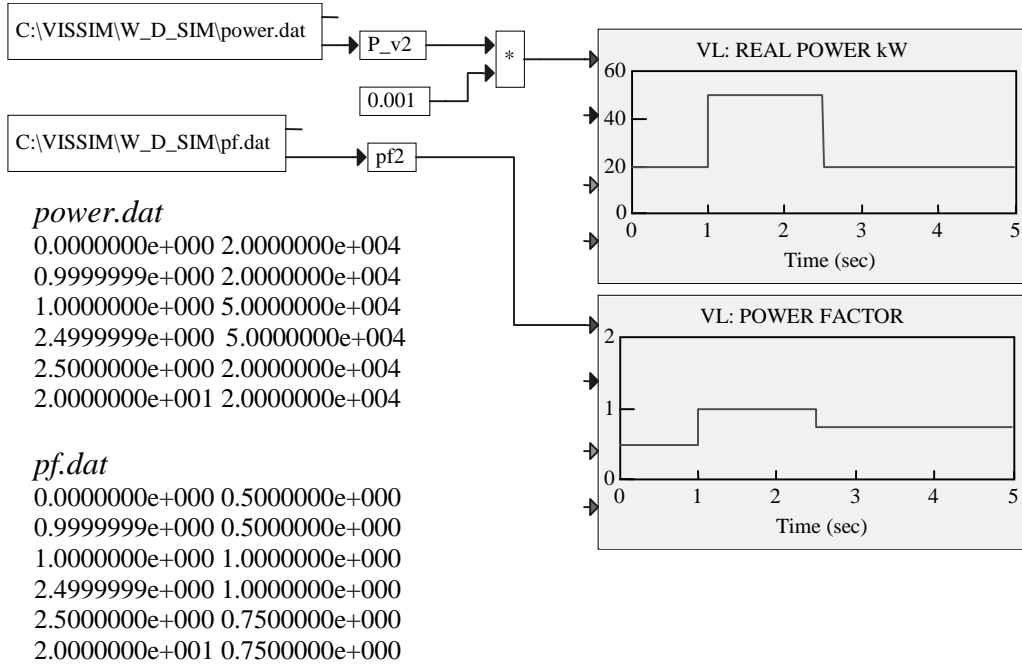 C:\VISSIM\W_D_SIM\power.dat
P_v2
*
0.001
C:\VISSIM\W_D_SIM\pf.dat
pf2
VL: REAL POWER kW
60
40
20
0
0 1 2 3 4 5
Time (sec)
VL: POWER FACTOR
2
1
0
0 1 2 3 4 5
Time (sec)
power.dat
0.0000000e+000 2.0000000e+004
0.9999999e+000 2.0000000e+004
1.0000000e+000 5.0000000e+004
2.4999999e+000 5.0000000e+004
2.5000000e+000 2.0000000e+004
2.0000000e+001 2.0000000e+004
pf.dat
0.0000000e+000 0.5000000e+000
0.9999999e+000 0.5000000e+000
1.0000000e+000 1.0000000e+000
2.4999999e+000 1.0000000e+000
2.5000000e+000 0.7500000e+000
2.0000000e+001 0.7500000e+000